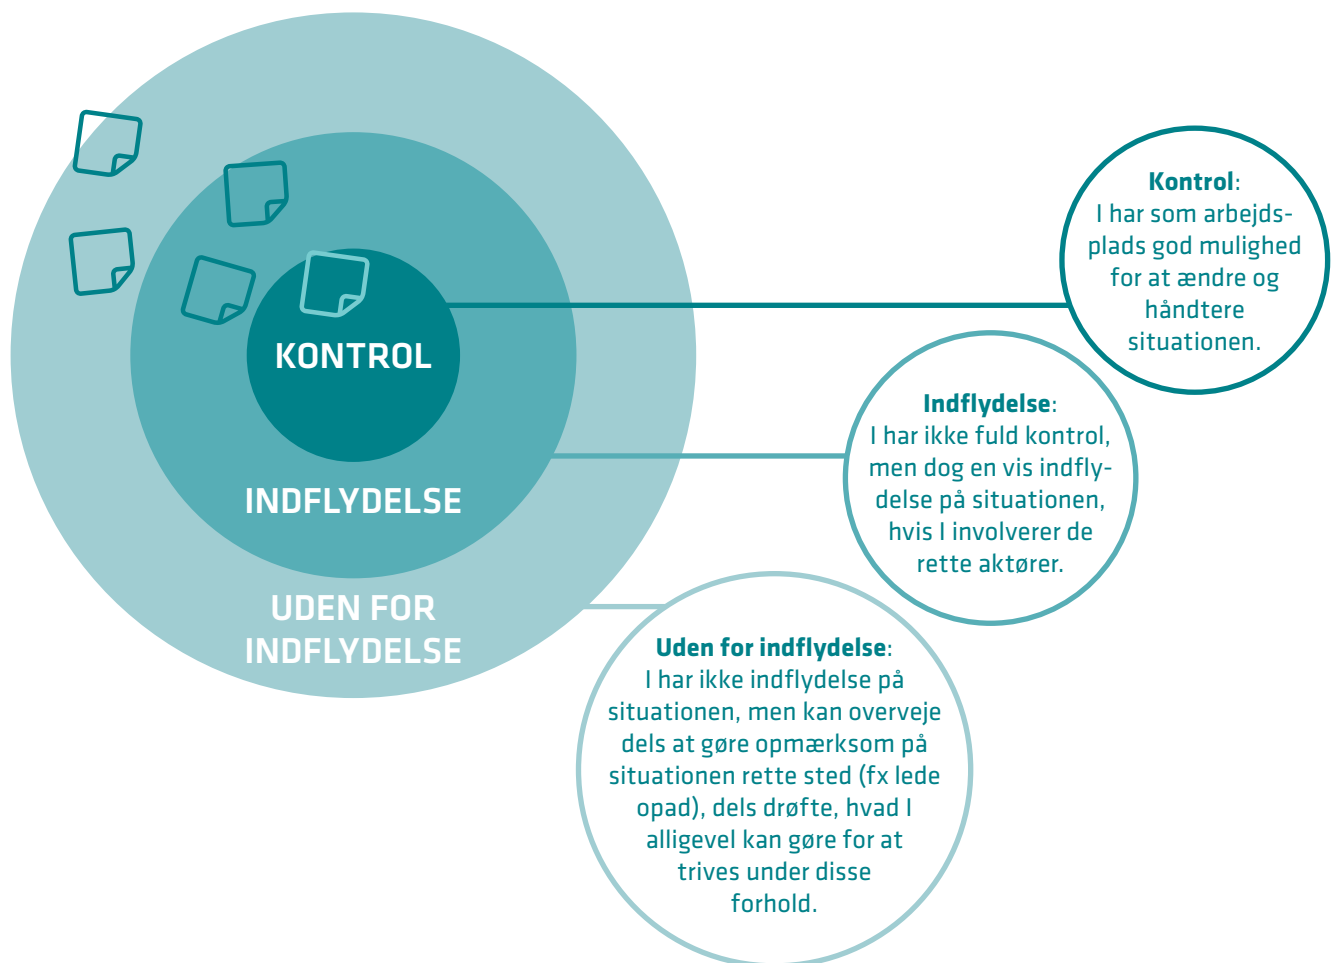 KONTROL
INDFLYDELSE
UDEN FOR
INDFLYDELSE
Kontrol:
I har som arbejds-
plads god mulighed
for at ændre og
håndtere
situationen.
Indflydelse:
I har ikke fuld kontrol,
men dog en vis indfly-
delse på situationen,
hvis I involverer de
rette aktører.
Uden for indflydelse:
I har ikke indflydelse på
situationen, men kan overveje
dels at gøre opmærksom på
situationen rette sted (fx lede
opad), dels drøfte, hvad I
alligevel kan gøre for at
trives under disse
forhold.